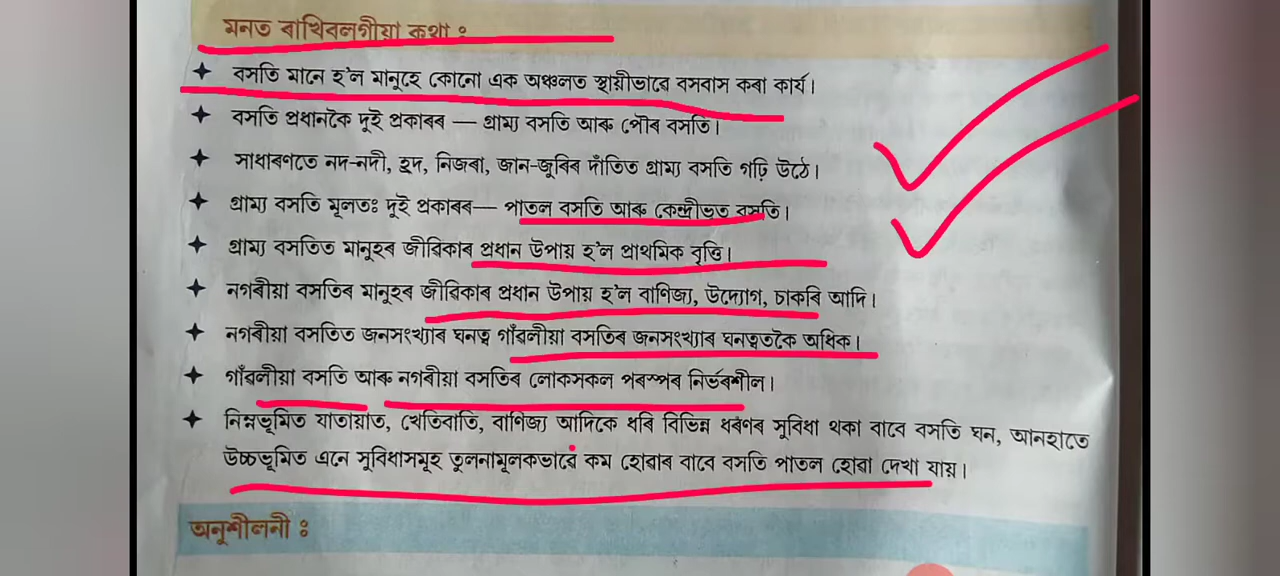 মনত ৰাখিবলগীয়া কথা ঃ
বসতি মানে হ'ল মানুহে কোনো এক অঞ্চলত স্থায়ীভাৱে বসবাস কৰা কাৰ্য।
বসতি প্ৰধানকৈ দুই প্ৰকাৰৰ — গ্ৰাম্য বসতি আৰু পৌৰ বসতি।
সাধাৰণতে নদ-নদী, হ্ৰদ, নিজৰা, জান-জুৰিৰ দাঁতিত গ্ৰাম্য বসতি গঢ়ি উঠে।
গ্ৰাম্য বসতি মূলতঃ দুই প্ৰকাৰৰ— পাতল বসতি আৰু কেন্দ্ৰীভূত বসতি।
গ্ৰাম্য বসতিত মানুহৰ জীৱিকাৰ প্ৰধান উপায় হ'ল প্ৰাথমিক বৃত্তি।
নগৰীয়া বসতিৰ মানুহৰ জীৱিকাৰ প্ৰধান উপায় হ'ল বাণিজ্য, উদ্যোগ, চাকৰি আদি।
নগৰীয়া বসতিত জনসংখ্যাৰ ঘনত্ব গাঁৱলীয়া বসতিৰ জনসংখ্যাৰ ঘনত্বতকৈ অধিক।
গাঁৱলীয়া বসতি আৰু নগৰীয়া বসতিৰ লোকসকল পৰস্পৰ নিৰ্ভৰশীল।
নিম্নভূমিত যাতায়াত, খেতিবাতি, বাণিজ্য আদিকে ধৰি বিভিন্ন ধৰণৰ সুবিধা থকা বাবে বসতি ঘন, আনহাতে
উচ্চভূমিত এনে সুবিধাসমূহ তুলনামূলকভাৱে কম হোৱাৰ বাবে বসতি পাতল হোৱা দেখা যায়।
অনুশীলনী ঃ